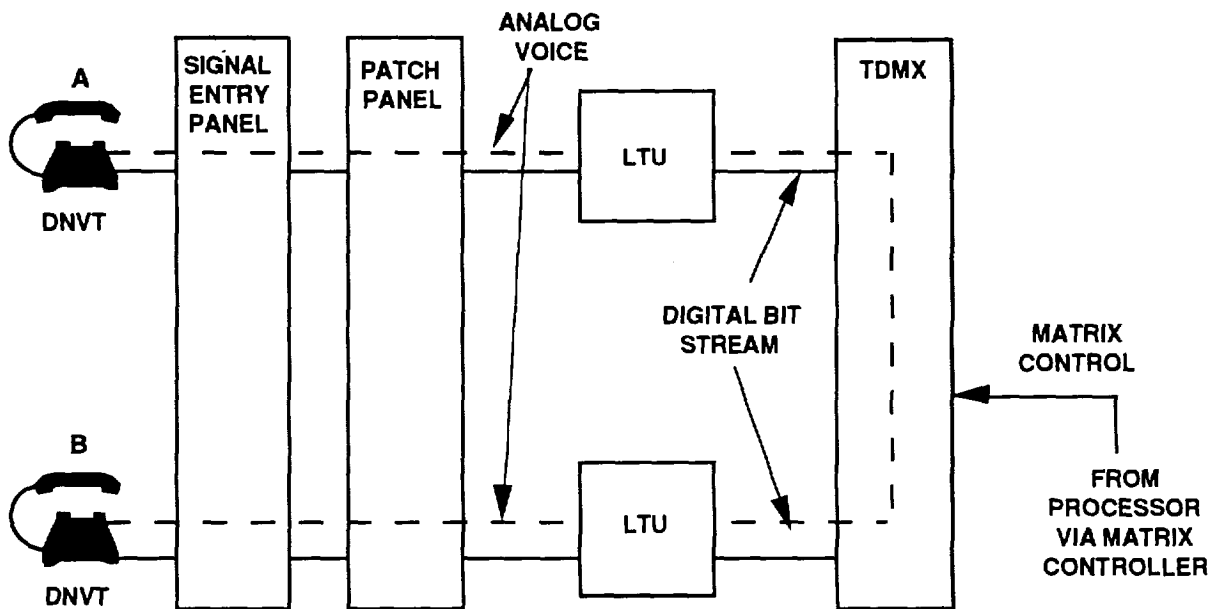 ANALOG
VOICE
SIGNAL
ENTRY
PANEL
PATCH
PANEL
TDMX
A
LTU
DNVT
DIGITAL BIT
STREAM
MATRIX
CONTROL
B
LTU
DNVT
FROM
PROCESSOR
VIA MATRIX
CONTROLLER